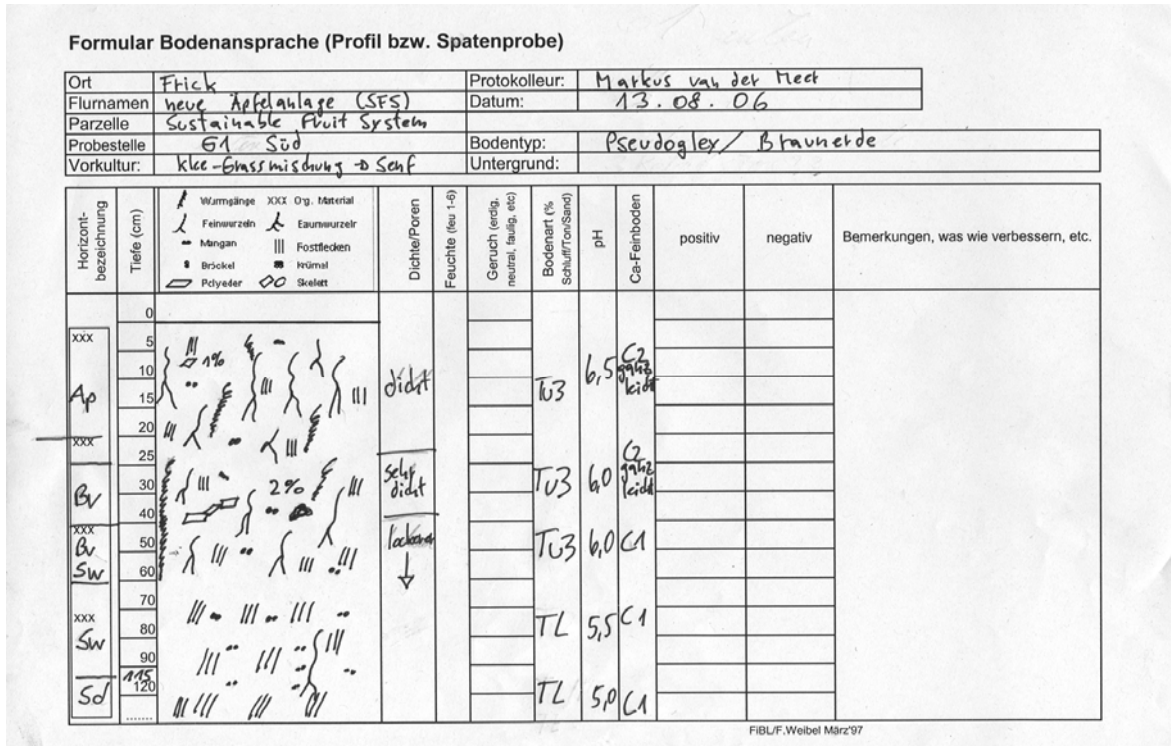 Formular Bodenansprache (Profil bzw. Spatenprobe)
Ort Frick Protokolleur: Markus van der Meer
Flurnamen neue Äpfelanlage (SFS) Datum: 13.08.06
Parzelle Sustainable Fruit System
Probestelle G1 Süd Bodentyp: Pseudogley / Braunerde
Vorkultur: Klee-Grassmischung → Senf Untergrund:
Horizont-bezeichnung
Tiefe (cm)
Wurmgänge XXX Org. Material
Feinwurzeln Baumwurzeln
Mangan Rostflecken
Bröckel Krümel
Polyeder Skelett
Dichte/Poren
Feuchte (feu 1-6)
Geruch (erdig, neutral, faulig, etc)
Bodenart (% Schluff/Ton/Sand)
pH
Ca-Feinboden
positiv
negativ
Bemerkungen, was wie verbessern, etc.
0
xxx 5 1%
10 dicht Tu3 6,5 C2 ganz leicht
Ap 15
20
xxx 25
Bv 30 2% sehr dicht Tu3 6,0 C2 ganz leicht
40
xxx
Bv 50 lockerer Tu3 6,0 C1
Sw 60
70
xxx TL 5,5 C1
Sw 80
90
115
Sd 120 TL 5,0 C1
........
FiBL/F.Weibel März'97